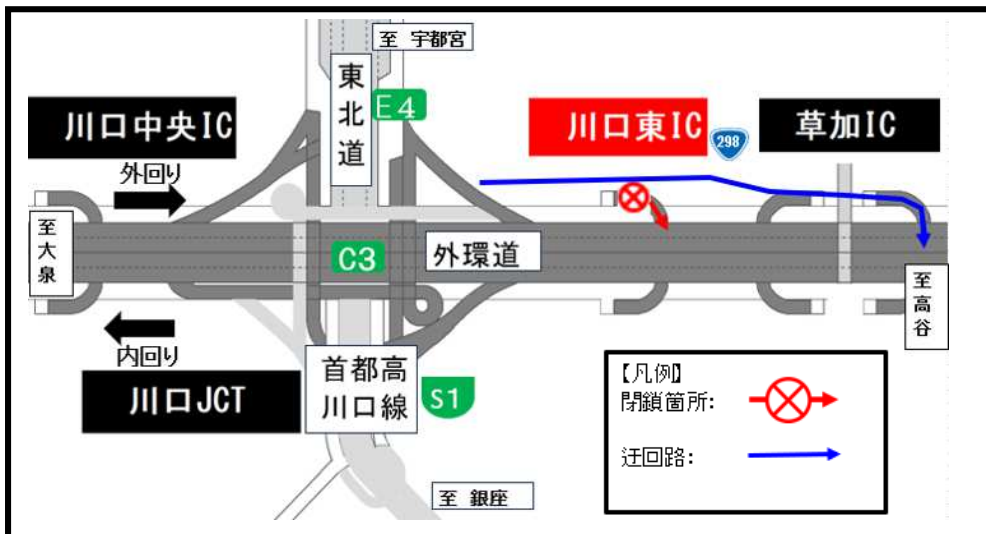 至 宇都宮
東北道
E4
川口中央IC
川口東IC
298
草加IC
外回り
至大泉
C3
外環道
至高谷
内回り
川口JCT
首都高
川口線
S1
【凡例】
閉鎖箇所:
迂回路:
至 銀座